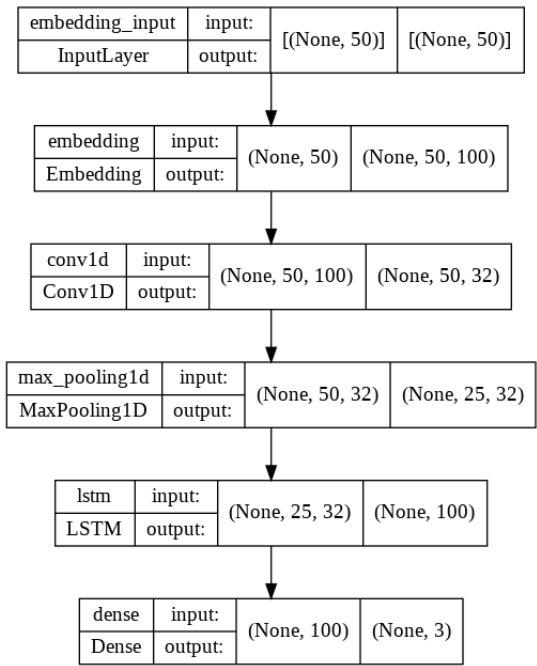 embedding_input input: [(None, 50)] [(None, 50)]
InputLayer output:
embedding input: (None, 50) (None, 50, 100)
Embedding output:
conv1d input: (None, 50, 100) (None, 50, 32)
Conv1D output:
max_pooling1d input: (None, 50, 32) (None, 25, 32)
MaxPooling1D output:
lstm input: (None, 25, 32) (None, 100)
LSTM output:
dense input: (None, 100) (None, 3)
Dense output: